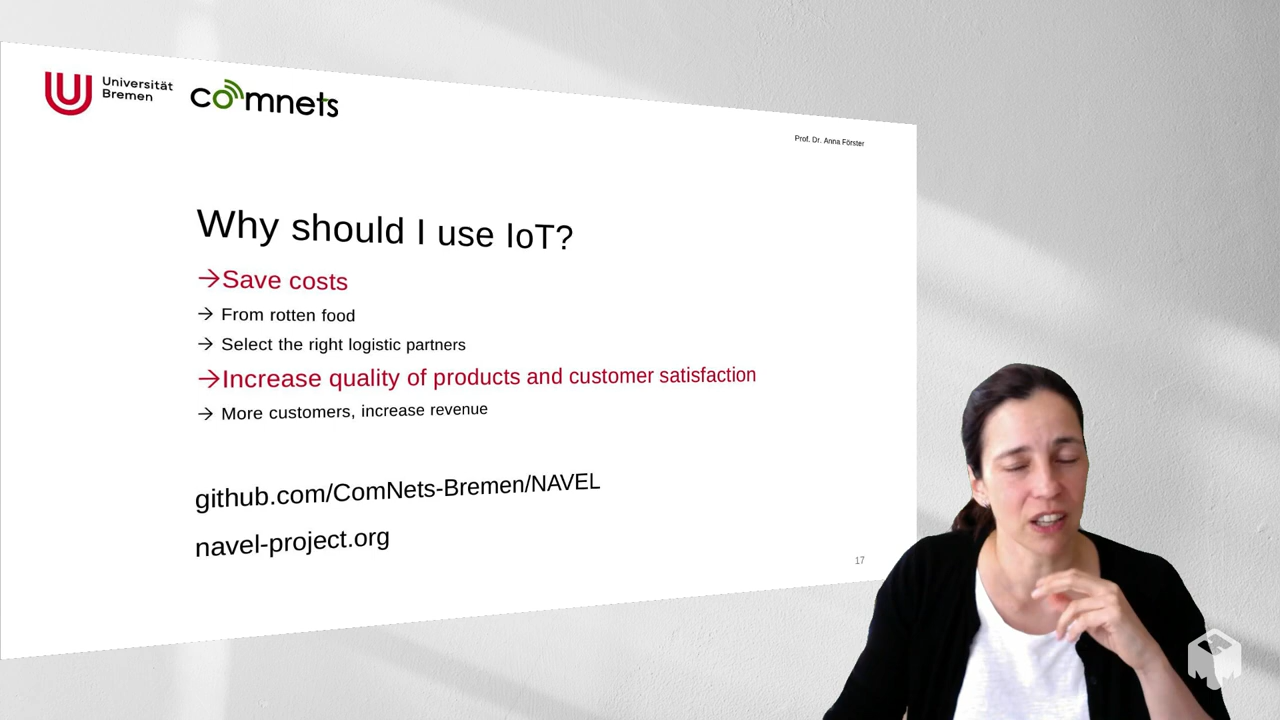 Universität
Bremen
comnets
Prof. Dr. Anna Förster
Why should I use IoT?
→Save costs
→ From rotten food
→ Select the right logistic partners
→Increase quality of products and customer satisfaction
→ More customers, increase revenue
github.com/ComNets-Bremen/NAVEL
navel-project.org
17